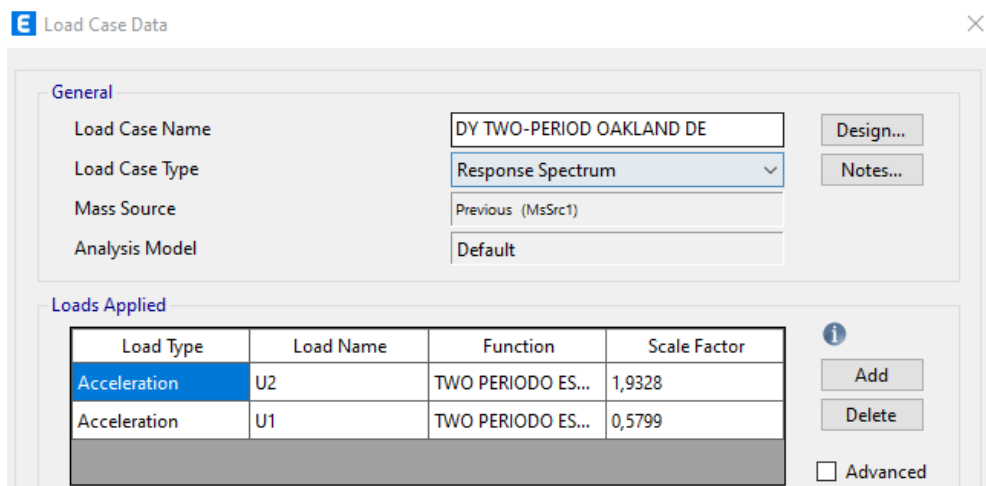 E Load Case Data
General
Load Case Name DY TWO-PERIOD OAKLAND DE Design...
Load Case Type Response Spectrum Notes...
Mass Source Previous (MsSrc1)
Analysis Model Default
Loads Applied
Load Type Load Name Function Scale Factor
Acceleration U2 TWO PERIODO ES... 1,9328 Add
Acceleration U1 TWO PERIODO ES... 0,5799 Delete
Advanced